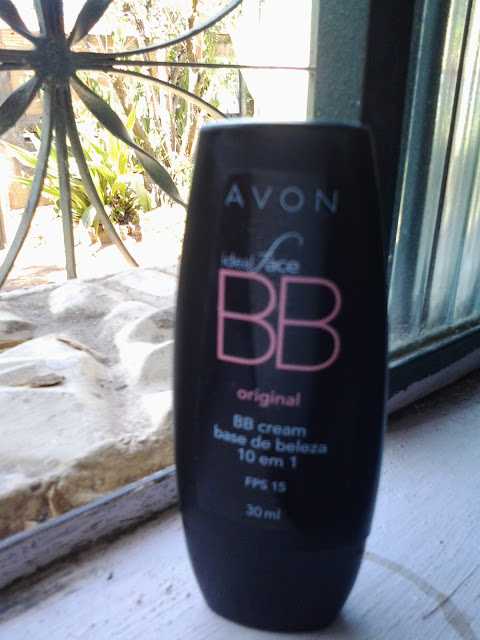 AVON
ideal face
BB
original
BB cream
base de beleza
10 em 1
FPS 15
30 ml